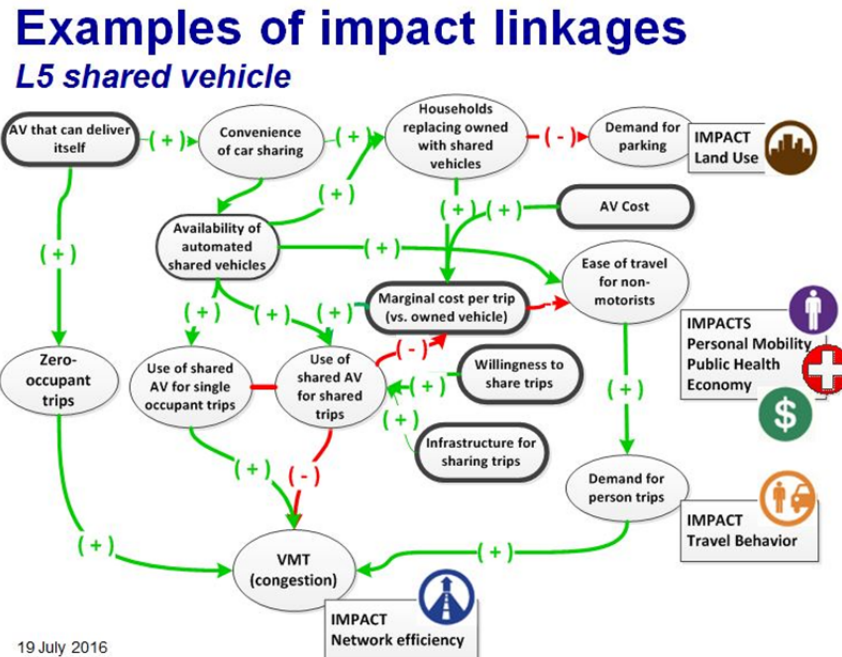 Examples of impact linkages
L5 shared vehicle
AV that can deliver
itself
( + )
Convenience
of car sharing
( + )
Households
replacing owned
with shared
vehicles
( - )
Demand for
parking
IMPACT
Land Use
( + )
( + )
( + )
AV Cost
Availability of
automated
shared vehicles
( + )
( + )
Ease of travel
for non-
motorists
( + )
( + )
( + )
Marginal cost per trip
(vs. owned vehicle)
IMPACTS
Personal Mobility
Public Health
Economy
$
Zero-
occupant
trips
Use of shared
AV for single
occupant trips
Use of
shared AV
for shared
trips
( - )
( + )
Willingness to
share trips
( + )
( + )
Infrastructure for
sharing trips
( + )
( - )
Demand for
person trips
IMPACT
Travel Behavior
( + )
( + )
VMT
(congestion)
IMPACT
Network efficiency
19 July 2016